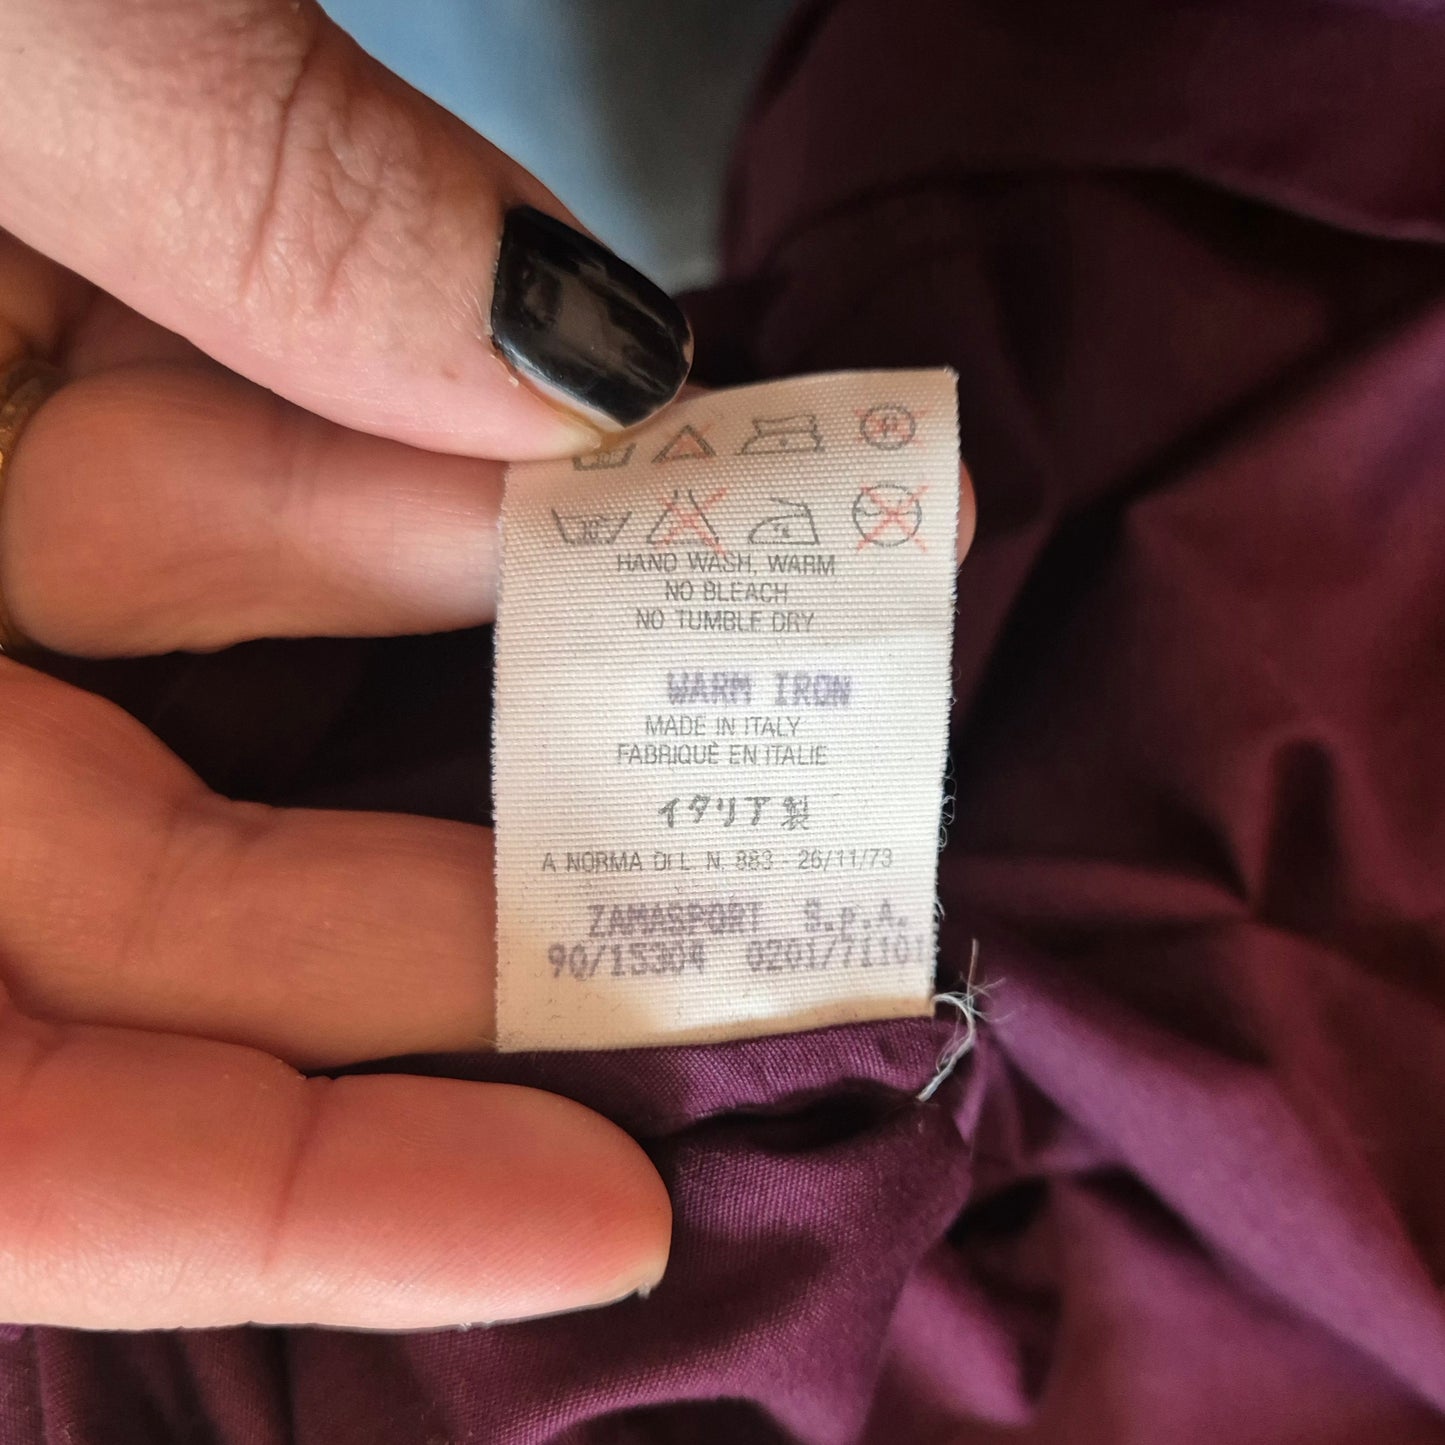 HAND WASH, WARM
NO BLEACH
NO TUMBLE DRY
WARM IRON
MADE IN ITALY
FABRIQUÉ EN ITALIE
イタリア製
A NORMA DI L. N. 883 - 26/11/73
ZAMASPORT S.p.A.
90/15304 0201/71101